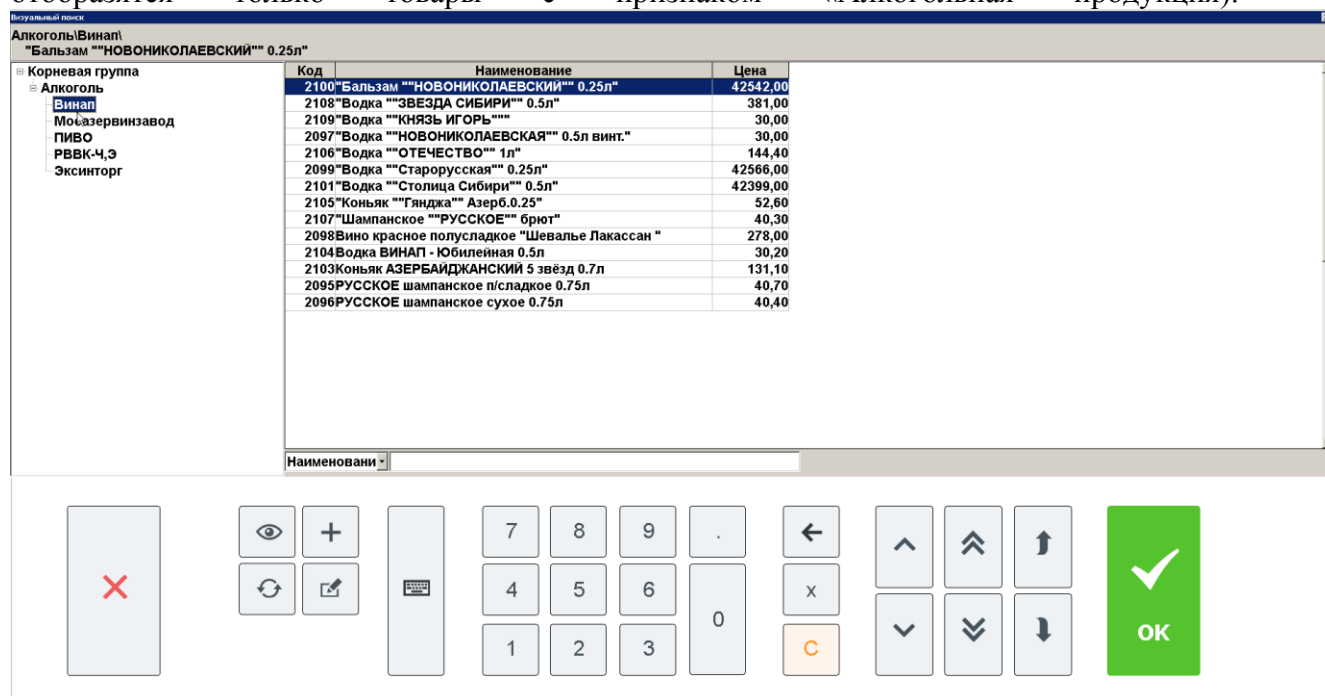 отобразятся только товары с признаком «Алкогольная продукция).
Визуальный поиск
Алкоголь\Винап\
"Бальзам ""НОВОНИКОЛАЕВСКИЙ"" 0.25л"
Корневая группа
Алкоголь
Винап
Мосазервинзавод
ПИВО
РВВК-Ч,Э
Эксинторг
Код Наименование Цена
2100 "Бальзам ""НОВОНИКОЛАЕВСКИЙ"" 0.25л" 42542,00
2108 "Водка ""ЗВЕЗДА СИБИРИ"" 0.5л" 381,00
2109 "Водка ""КНЯЗЬ ИГОРЬ""" 30,00
2097 "Водка ""НОВОНИКОЛАЕВСКАЯ"" 0.5л винт." 30,00
2106 "Водка ""ОТЕЧЕСТВО"" 1л" 144,40
2099 "Водка ""Старорусская"" 0.25л" 42566,00
2101 "Водка ""Столица Сибири"" 0.5л" 42399,00
2105 "Коньяк ""Гянджа"" Азерб.0.25" 52,60
2107 "Шампанское ""РУССКОЕ"" брют" 40,30
2098 Вино красное полусладкое "Шевалье Лакассан " 278,00
2104 Водка ВИНАП - Юбилейная 0.5л 30,20
2103 Коньяк АЗЕРБАЙДЖАНСКИЙ 5 звёзд 0.7л 131,10
2095 РУССКОЕ шампанское п/сладкое 0.75л 40,70
2096 РУССКОЕ шампанское сухое 0.75л 40,40
Наименовани
7 8 9 .
4 5 6 x
0
1 2 3 C
ОК